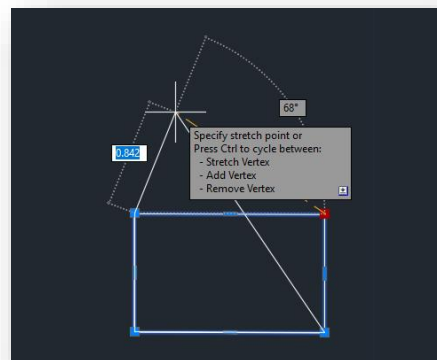 68°
0.842
Specify stretch point or
Press Ctrl to cycle between:
- Stretch Vertex
- Add Vertex
- Remove Vertex